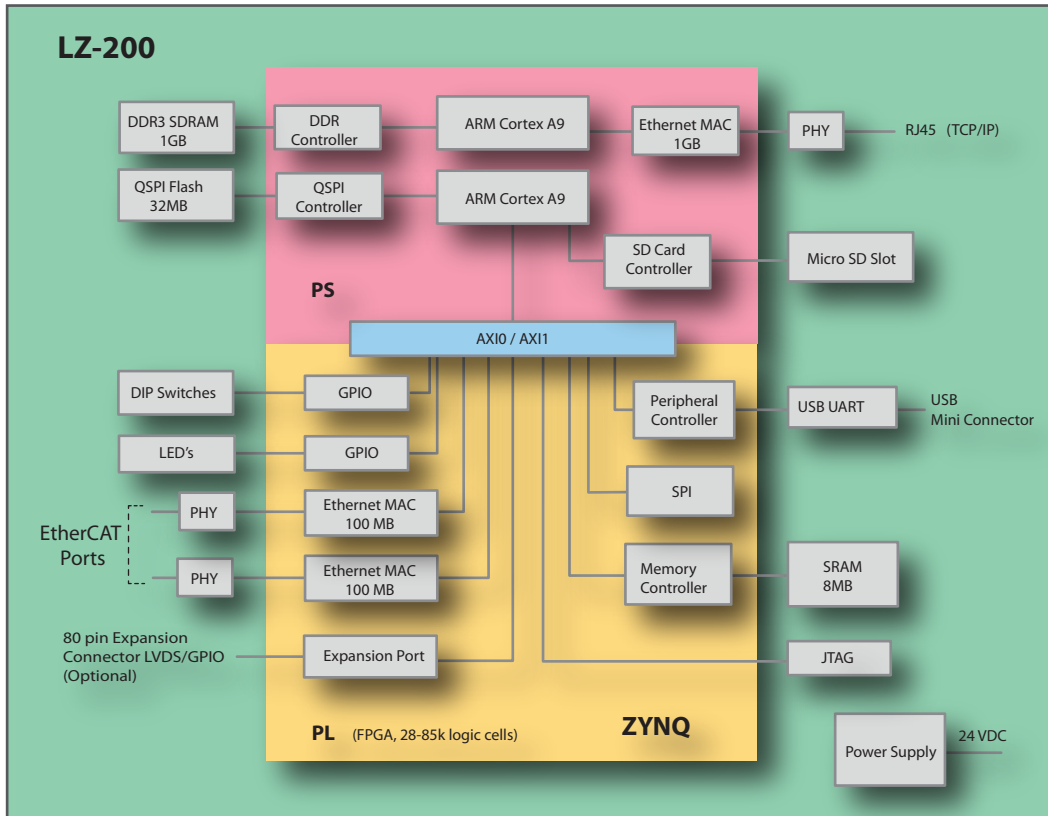 LZ-200
DDR3 SDRAM
1GB
DDR
Controller
ARM Cortex A9
Ethernet MAC
1GB
PHY
RJ45 (TCP/IP)
QSPI Flash
32MB
QSPI
Controller
ARM Cortex A9
SD Card
Controller
Micro SD Slot
PS
AXI0 / AXI1
DIP Switches
GPIO
Peripheral
Controller
USB UART
USB
Mini Connector
LED's
GPIO
SPI
EtherCAT
Ports
PHY
Ethernet MAC
100 MB
PHY
Ethernet MAC
100 MB
Memory
Controller
SRAM
8MB
80 pin Expansion
Connector LVDS/GPIO
(Optional)
Expansion Port
JTAG
PL (FPGA, 28-85k logic cells)
ZYNQ
Power Supply
24 VDC